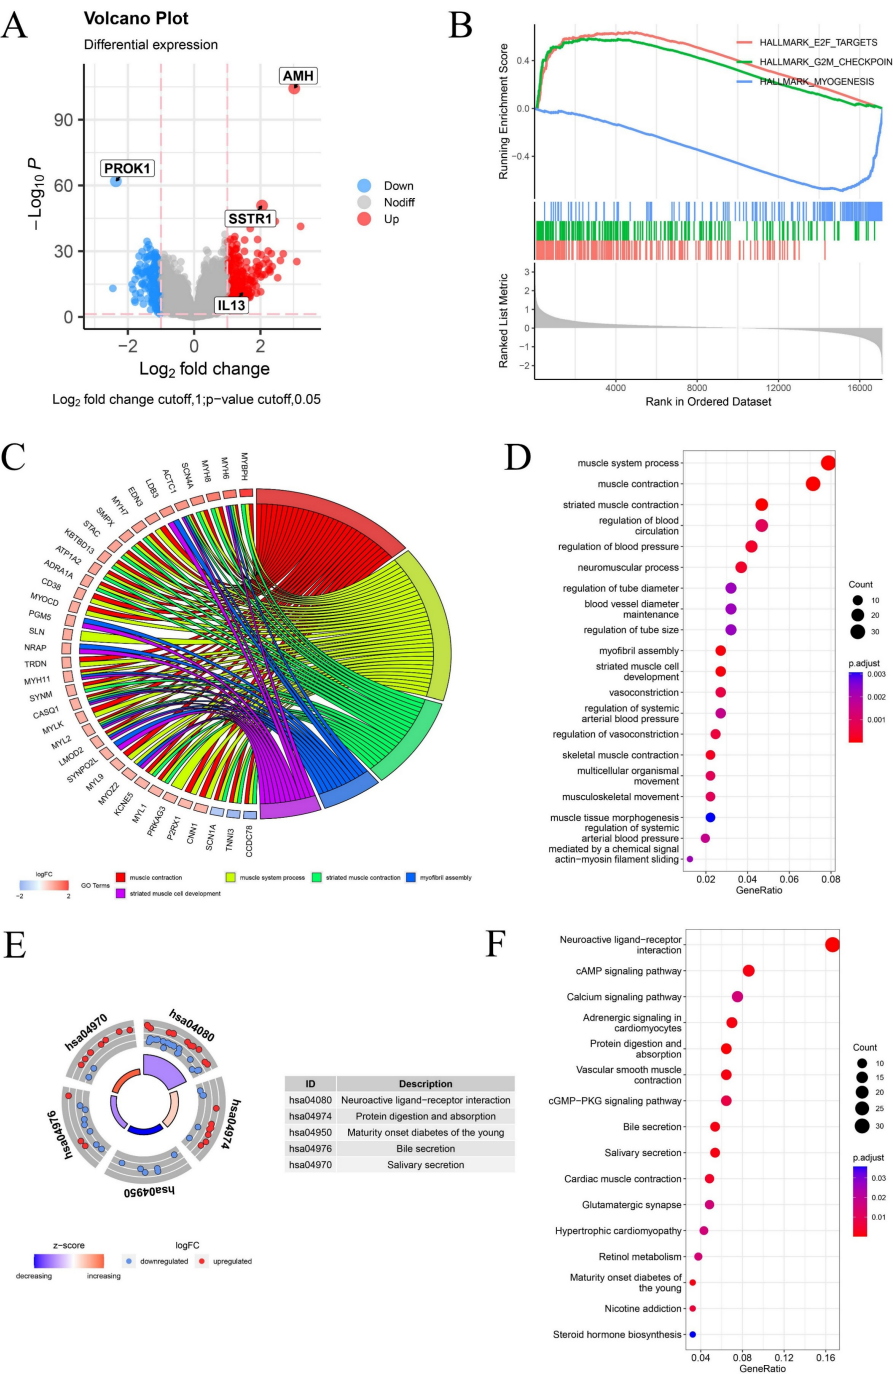 A
Volcano Plot
Differential expression
AMH
PROK1
SSTR1
IL13
90
60
30
0
−Log10 P
−2
0
2
Log2 fold change
Down
Nodiff
Up
Log2 fold change cutoff,1;p−value cutoff,0.05
B
Running Enrichment Score
0.4
0.0
−0.4
HALLMARK_E2F_TARGETS
HALLMARK_G2M_CHECKPOIN
HALLMARK_MYOGENESIS
Ranked List Metric
3
2
1
0
−1
−2
4000
8000
12000
16000
Rank in Ordered Dataset
C
MYBPH
MYH6
MYH8
SCN4A
ACTC1
LDB3
EDN3
MYH7
SMPX
STAC
KBTBD13
ATP1A2
ADRA1A
CD38
MYOCD
PGM5
SLN
NRAP
TRDN
MYH11
SYNM
CASQ1
MYLK
MYL2
LMOD2
SYNPO2L
MYL9
MYOZ2
KCNE5
MYL1
PRKAG3
P2RX1
CNN1
SCN1A
TNNI3
CCDC78
logFC
−2
2
GO Terms
muscle contraction
muscle system process
striated muscle contraction
myofibril assembly
striated muscle cell development
D
muscle system process
muscle contraction
striated muscle contraction
regulation of blood
circulation
regulation of blood pressure
neuromuscular process
regulation of tube diameter
blood vessel diameter
maintenance
regulation of tube size
myofibril assembly
striated muscle cell
development
vasoconstriction
regulation of systemic
arterial blood pressure
regulation of vasoconstriction
skeletal muscle contraction
multicellular organismal
movement
musculoskeletal movement
muscle tissue morphogenesis
regulation of systemic
arterial blood pressure
mediated by a chemical signal
actin−myosin filament sliding
0.02
0.04
0.06
0.08
GeneRatio
Count
10
20
30
p.adjust
0.003
0.002
0.001
E
hsa04970
hsa04080
hsa04974
hsa04950
hsa04976
ID Description
hsa04080 Neuroactive ligand−receptor interaction
hsa04974 Protein digestion and absorption
hsa04950 Maturity onset diabetes of the young
hsa04976 Bile secretion
hsa04970 Salivary secretion
z−score
decreasing
increasing
logFC
downregulated
upregulated
F
Neuroactive ligand−receptor
interaction
cAMP signaling pathway
Calcium signaling pathway
Adrenergic signaling in
cardiomyocytes
Protein digestion and
absorption
Vascular smooth muscle
contraction
cGMP−PKG signaling pathway
Bile secretion
Salivary secretion
Cardiac muscle contraction
Glutamatergic synapse
Hypertrophic cardiomyopathy
Retinol metabolism
Maturity onset diabetes of
the young
Nicotine addiction
Steroid hormone biosynthesis
0.04
0.08
0.12
0.16
GeneRatio
Count
10
15
20
25
30
p.adjust
0.03
0.02
0.01